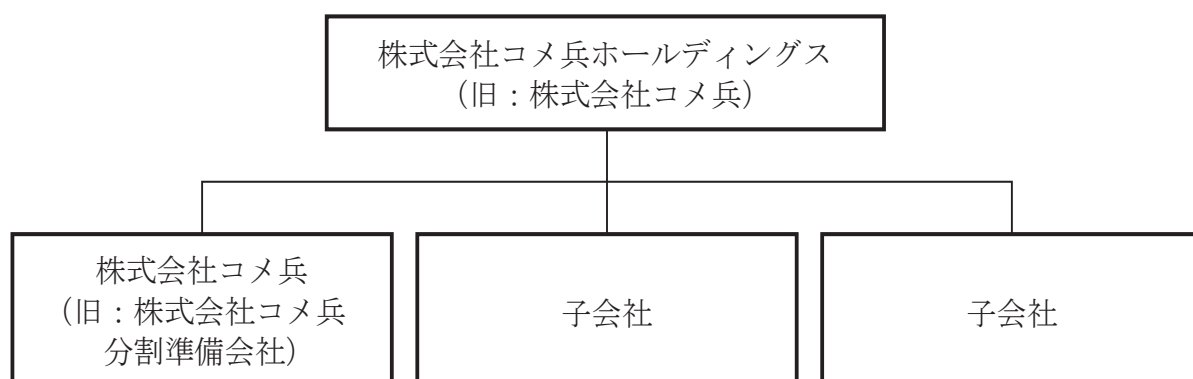 株式会社コメ兵ホールディングス
（旧：株式会社コメ兵）
株式会社コメ兵
（旧：株式会社コメ兵
分割準備会社）
子会社
子会社